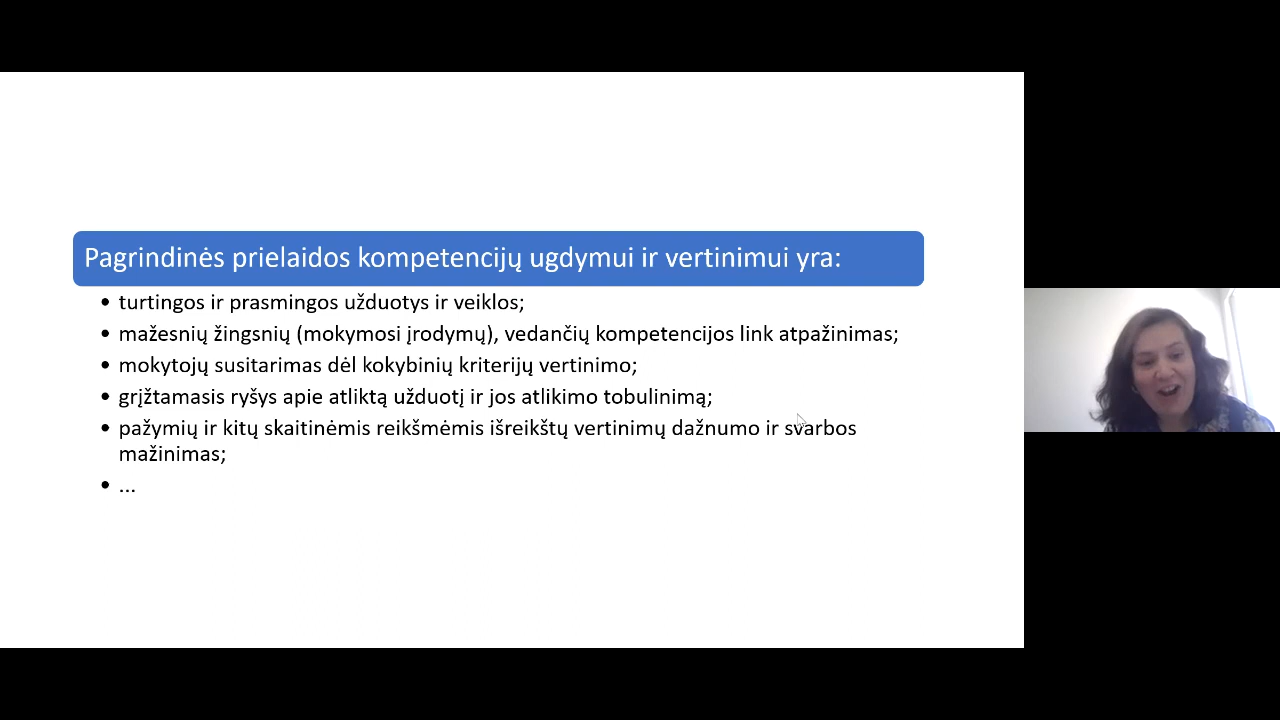 Pagrindinės prielaidos kompetencijų ugdymui ir vertinimui yra:
• turtingos ir prasmingos užduotys ir veiklos;
• mažesnių žingsnių (mokymosi įrodymų), vedančių kompetencijos link atpažinimas;
• mokytojų susitarimas dėl kokybinių kriterijų vertinimo;
• grįžtamasis ryšys apie atliktą užduotį ir jos atlikimo tobulinimą;
• pažymių ir kitų skaitinėmis reikšmėmis išreikštų vertinimų dažnumo ir svarbos
mažinimas;
• ...